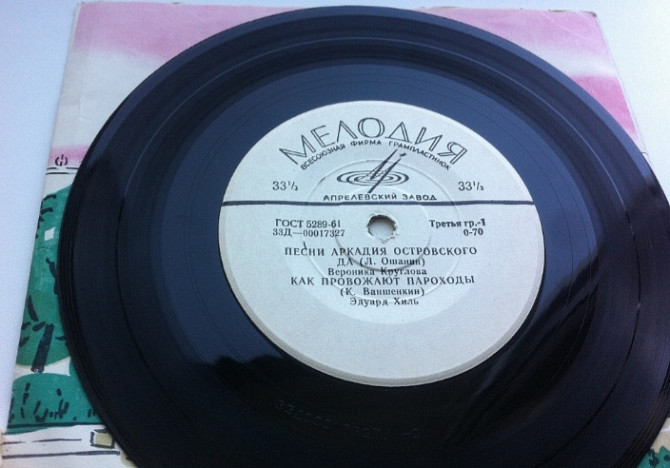 МЕЛОДИЯ
ВСЕСОЮЗНАЯ ФИРМА ГРАМПЛАСТИНОК
33⅓ 33⅓
АПРЕЛЕВСКИЙ ЗАВОД
ГОСТ 5289-61 Третья гр.-1
33Д—00017327 0-70
ПЕСНИ АРКАДИЯ ОСТРОВСКОГО
ДА (Л. Ошанин)
Вероника Круглова
КАК ПРОВОЖАЮТ ПАРОХОДЫ
(К. Ваншенкин)
Эдуард Хиль